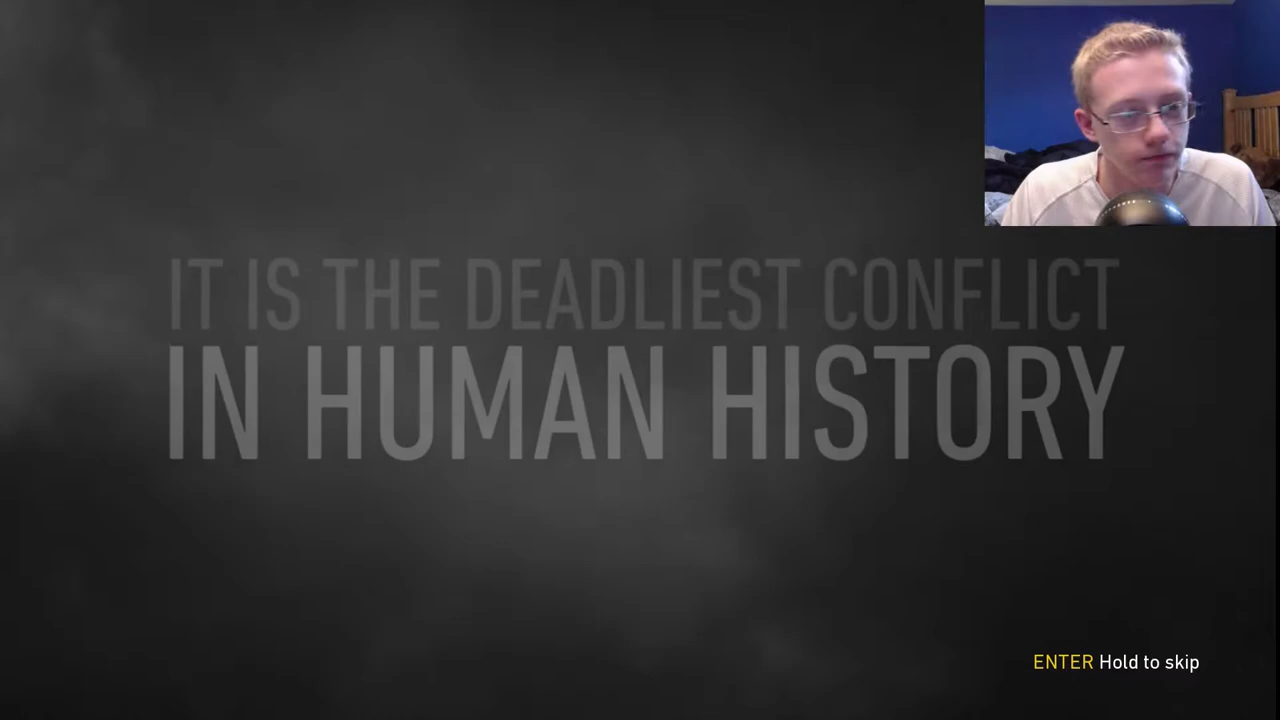 IT IS THE DEADLIEST CONFLICT
IN HUMAN HISTORY
ENTER Hold to skip